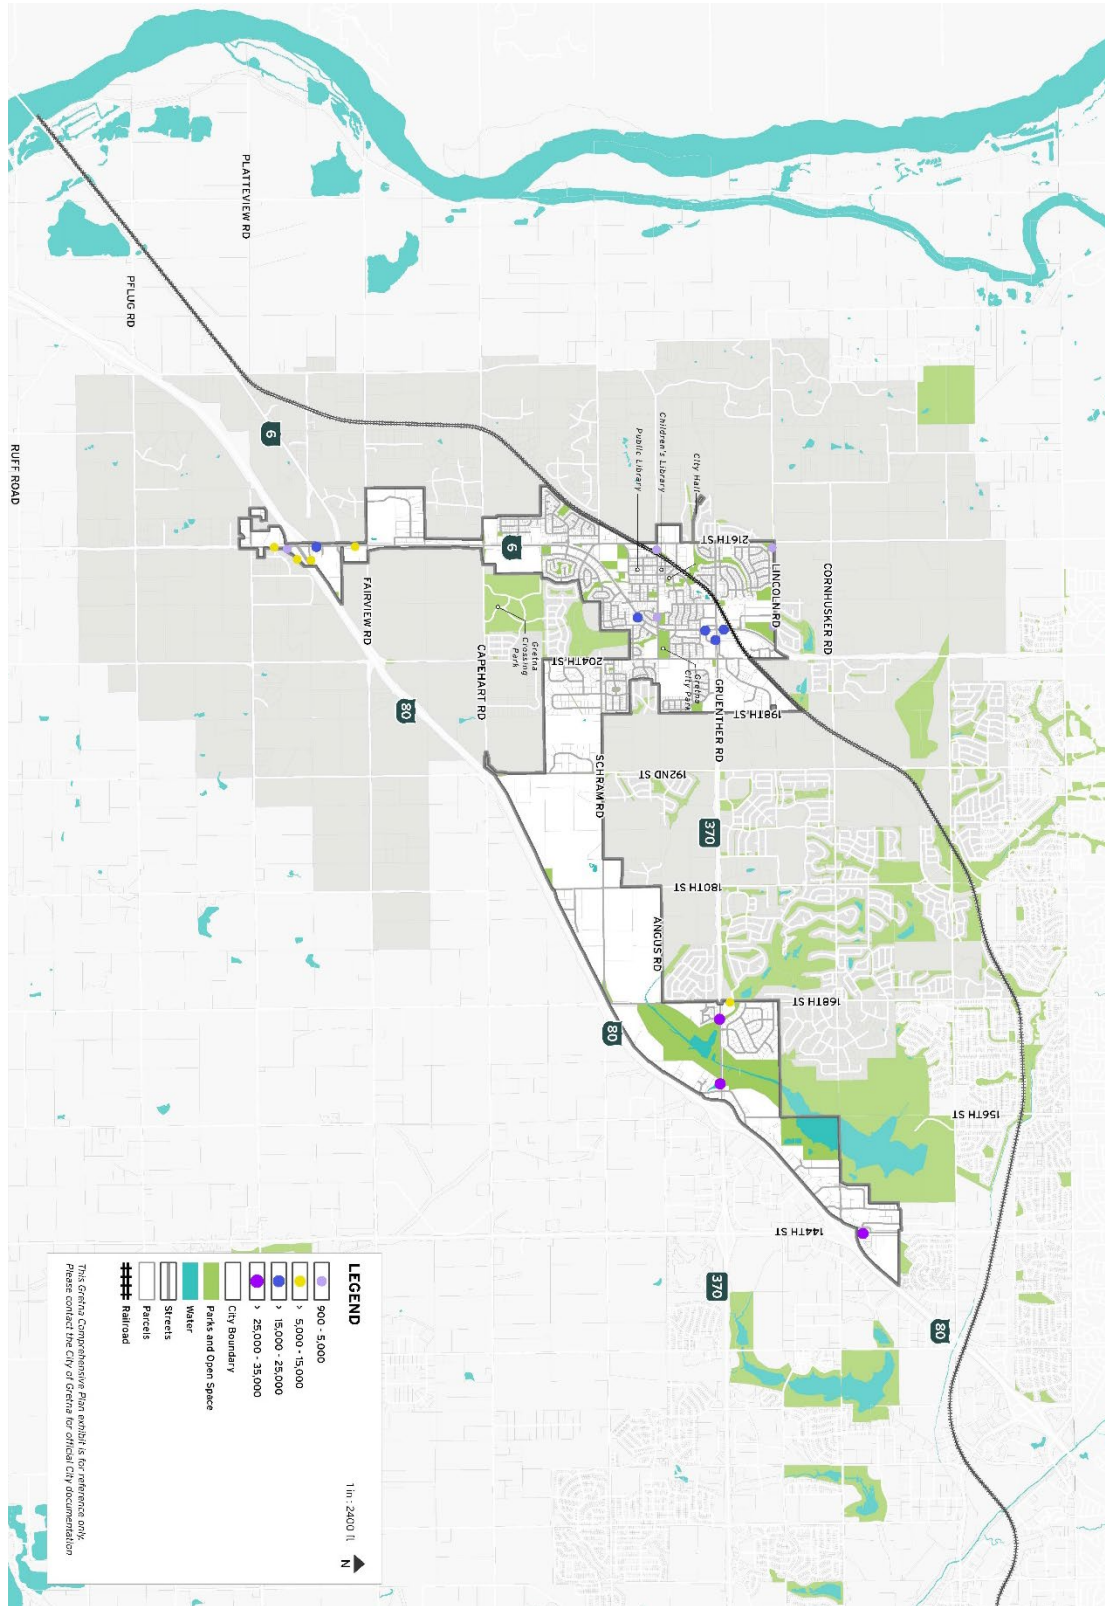 PLATTEVIEW RD
PFLUG RD
RUFF ROAD
6
FAIRVIEW RD
6
CAPEHART RD
80
Public Library
Children's Library
City Hall
216TH ST
LINCOLN RD
CORNHUSKER RD
Gretna
Crossing
Park
204TH ST
Gretna
City Park
GRUENTHER RD
198TH ST
SCHRAM RD
192ND ST
370
180TH ST
ANGUS RD
168TH ST
80
156TH ST
144TH ST
370
80
LEGEND
900 - 5,000
> 5,000 - 15,000
> 15,000 - 25,000
> 25,000 - 35,000
City Boundary
Parks and Open Space
Water
Streets
Parcels
Railroad
1 in : 2400 ft
N
This Gretna Comprehensive Plan exhibit is for reference only.
Please contact the City of Gretna for official City documentation